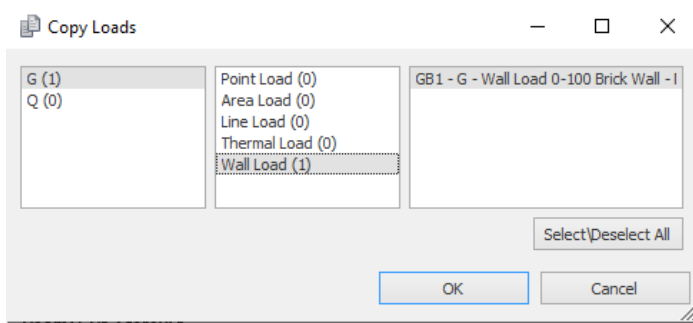 Copy Loads
G (1)
Q (0)
Point Load (0)
Area Load (0)
Line Load (0)
Thermal Load (0)
Wall Load (1)
GB1 - G - Wall Load 0-100 Brick Wall -
Select\Deselect All
OK
Cancel